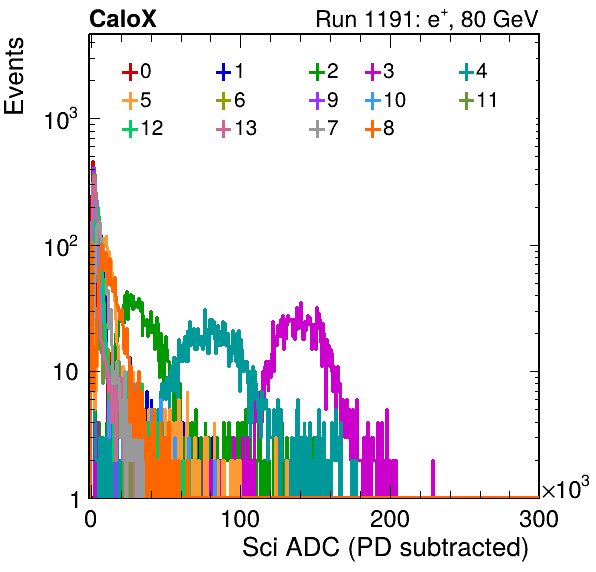 CaloX Run 1191: e⁺, 80 GeV
Events
0 1 2 3 4
5 6 9 10 11
12 13 7 8
10³
10²
10
1
0 100 200 300
×10³
Sci ADC (PD subtracted)